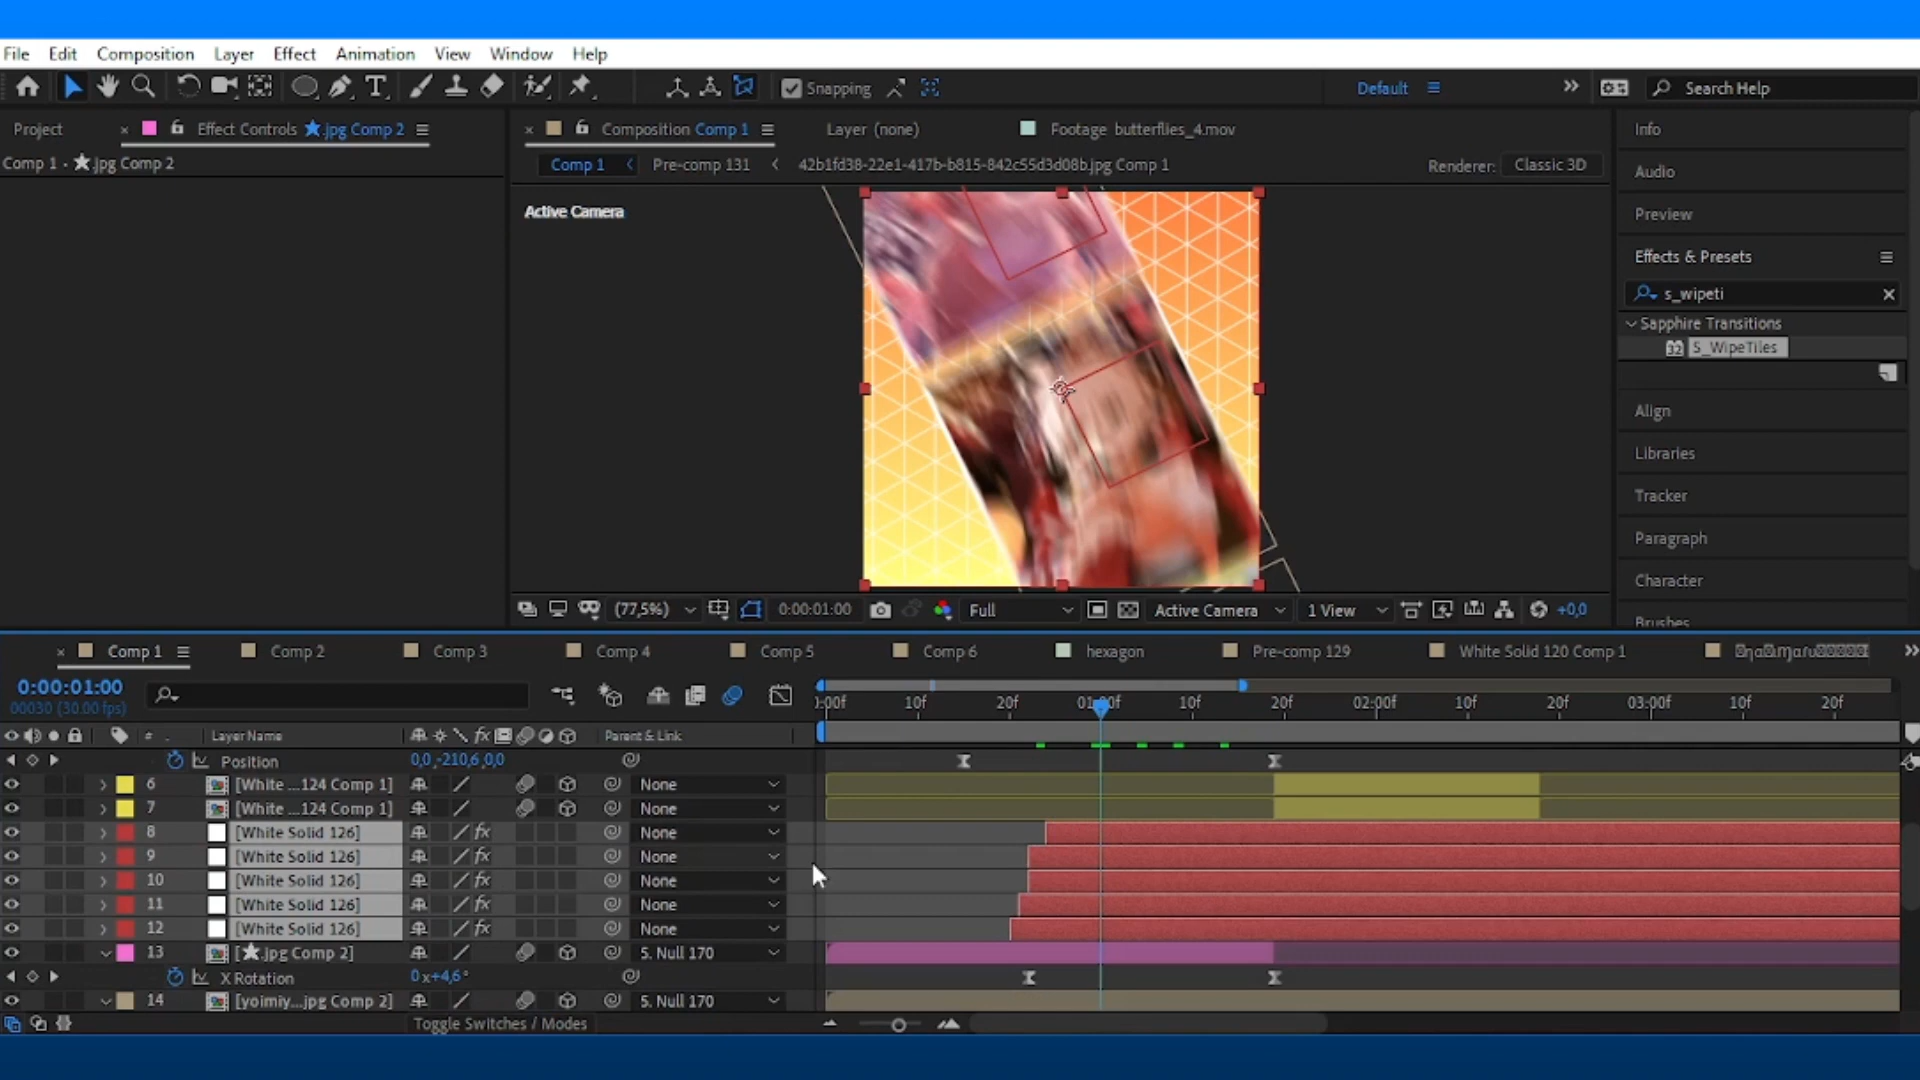 File Edit Composition Layer Effect Animation View Window Help
Snapping Default Search Help
Project × Effect Controls ★.jpg Comp 2
Comp 1 - ★.jpg Comp 2
× Composition Comp 1 Layer (none) Footage butterflies_4.mov
Comp 1 Pre-comp 131 42b1fd38-22e1-417b-b815-842c55d3d08b.jpg Comp 1 Renderer: Classic 3D
Active Camera
Info
Audio
Preview
Effects & Presets
s_wipeti
Sapphire Transitions
S_WipeTiles
Align
Libraries
Tracker
Paragraph
Character
Brushes
(77,5%) 0:00:01:00 Full Active Camera 1 View +0,0
× Comp 1 Comp 2 Comp 3 Comp 4 Comp 5 Comp 6 hexagon Pre-comp 129 White Solid 120 Comp 1
0:00:01:00
00030 (30.00 fps)
):00f 10f 20f 01:00f 10f 20f 02:00f 10f 20f 03:00f 10f 20f
# Layer Name Parent & Link
Position 0,0,-210,6,0,0
6 [White ...124 Comp 1] None
7 [White ...124 Comp 1] None
8 [White Solid 126] fx None
9 [White Solid 126] fx None
10 [White Solid 126] fx None
11 [White Solid 126] fx None
12 [White Solid 126] fx None
13 [★.jpg Comp 2] 5. Null 170
X Rotation 0x+4,6°
14 [yoimiy...jpg Comp 2] 5. Null 170
Toggle Switches / Modes